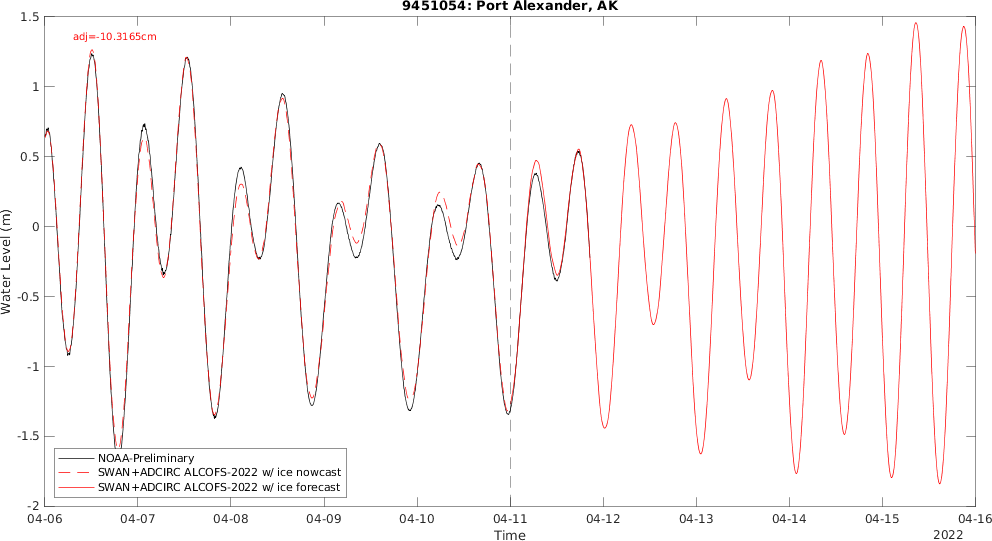 9451054: Port Alexander, AK
adj=-10.3165cm
1.5
1
0.5
0
-0.5
-1
-1.5
-2
Water Level (m)
NOAA-Preliminary
SWAN+ADCIRC ALCOFS-2022 w/ ice nowcast
SWAN+ADCIRC ALCOFS-2022 w/ ice forecast
04-06 04-07 04-08 04-09 04-10 04-11 04-12 04-13 04-14 04-15 04-16
Time
2022